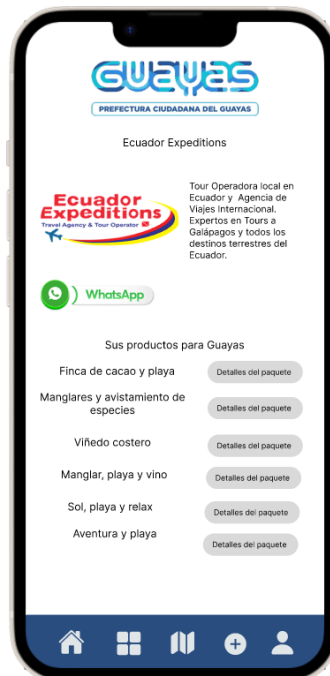 GUAYAS
PREFECTURA CIUDADANA DEL GUAYAS
Ecuador Expeditions
Ecuador
Expeditions
Travel Agency & Tour Operator
Tour Operadora local en
Ecuador y Agencia de
Viajes Internacional.
Expertos en Tours a
Galápagos y todos los
destinos terrestres del
Ecuador.
WhatsApp
Sus productos para Guayas
Finca de cacao y playa
Detalles del paquete
Manglares y avistamiento de
especies
Detalles del paquete
Viñedo costero
Detalles del paquete
Manglar, playa y vino
Detalles del paquete
Sol, playa y relax
Detalles del paquete
Aventura y playa
Detalles del paquete